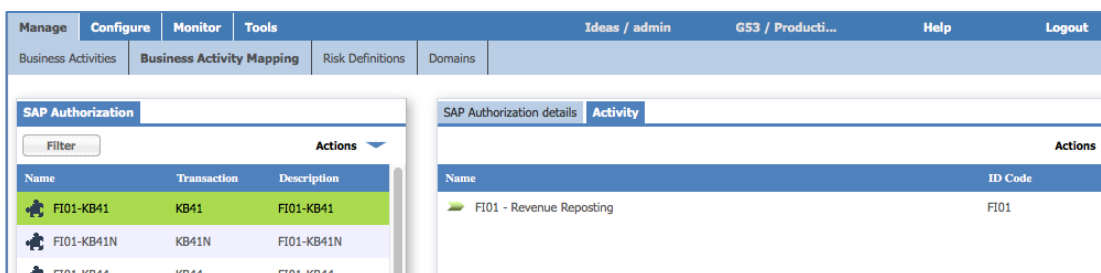 Manage Configure Monitor Tools Ideas / admin G53 / Producti... Help Logout
Business Activities Business Activity Mapping Risk Definitions Domains
SAP Authorization
Filter Actions
Name Transaction Description
FI01-KB41 KB41 FI01-KB41
FI01-KB41N KB41N FI01-KB41N
SAP Authorization details Activity
Actions
Name ID Code
FI01 - Revenue Reposting FI01